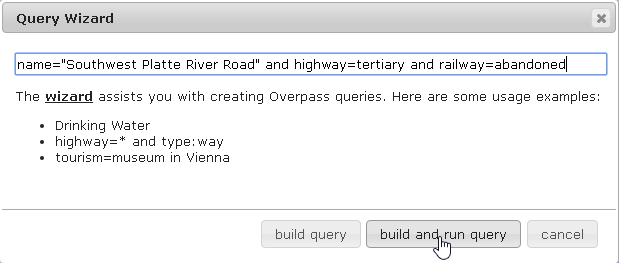 Query Wizard
name="Southwest Platte River Road" and highway=tertiary and railway=abandoned
The wizard assists you with creating Overpass queries. Here are some usage examples:
Drinking Water
highway=* and type:way
tourism=museum in Vienna
build query build and run query cancel